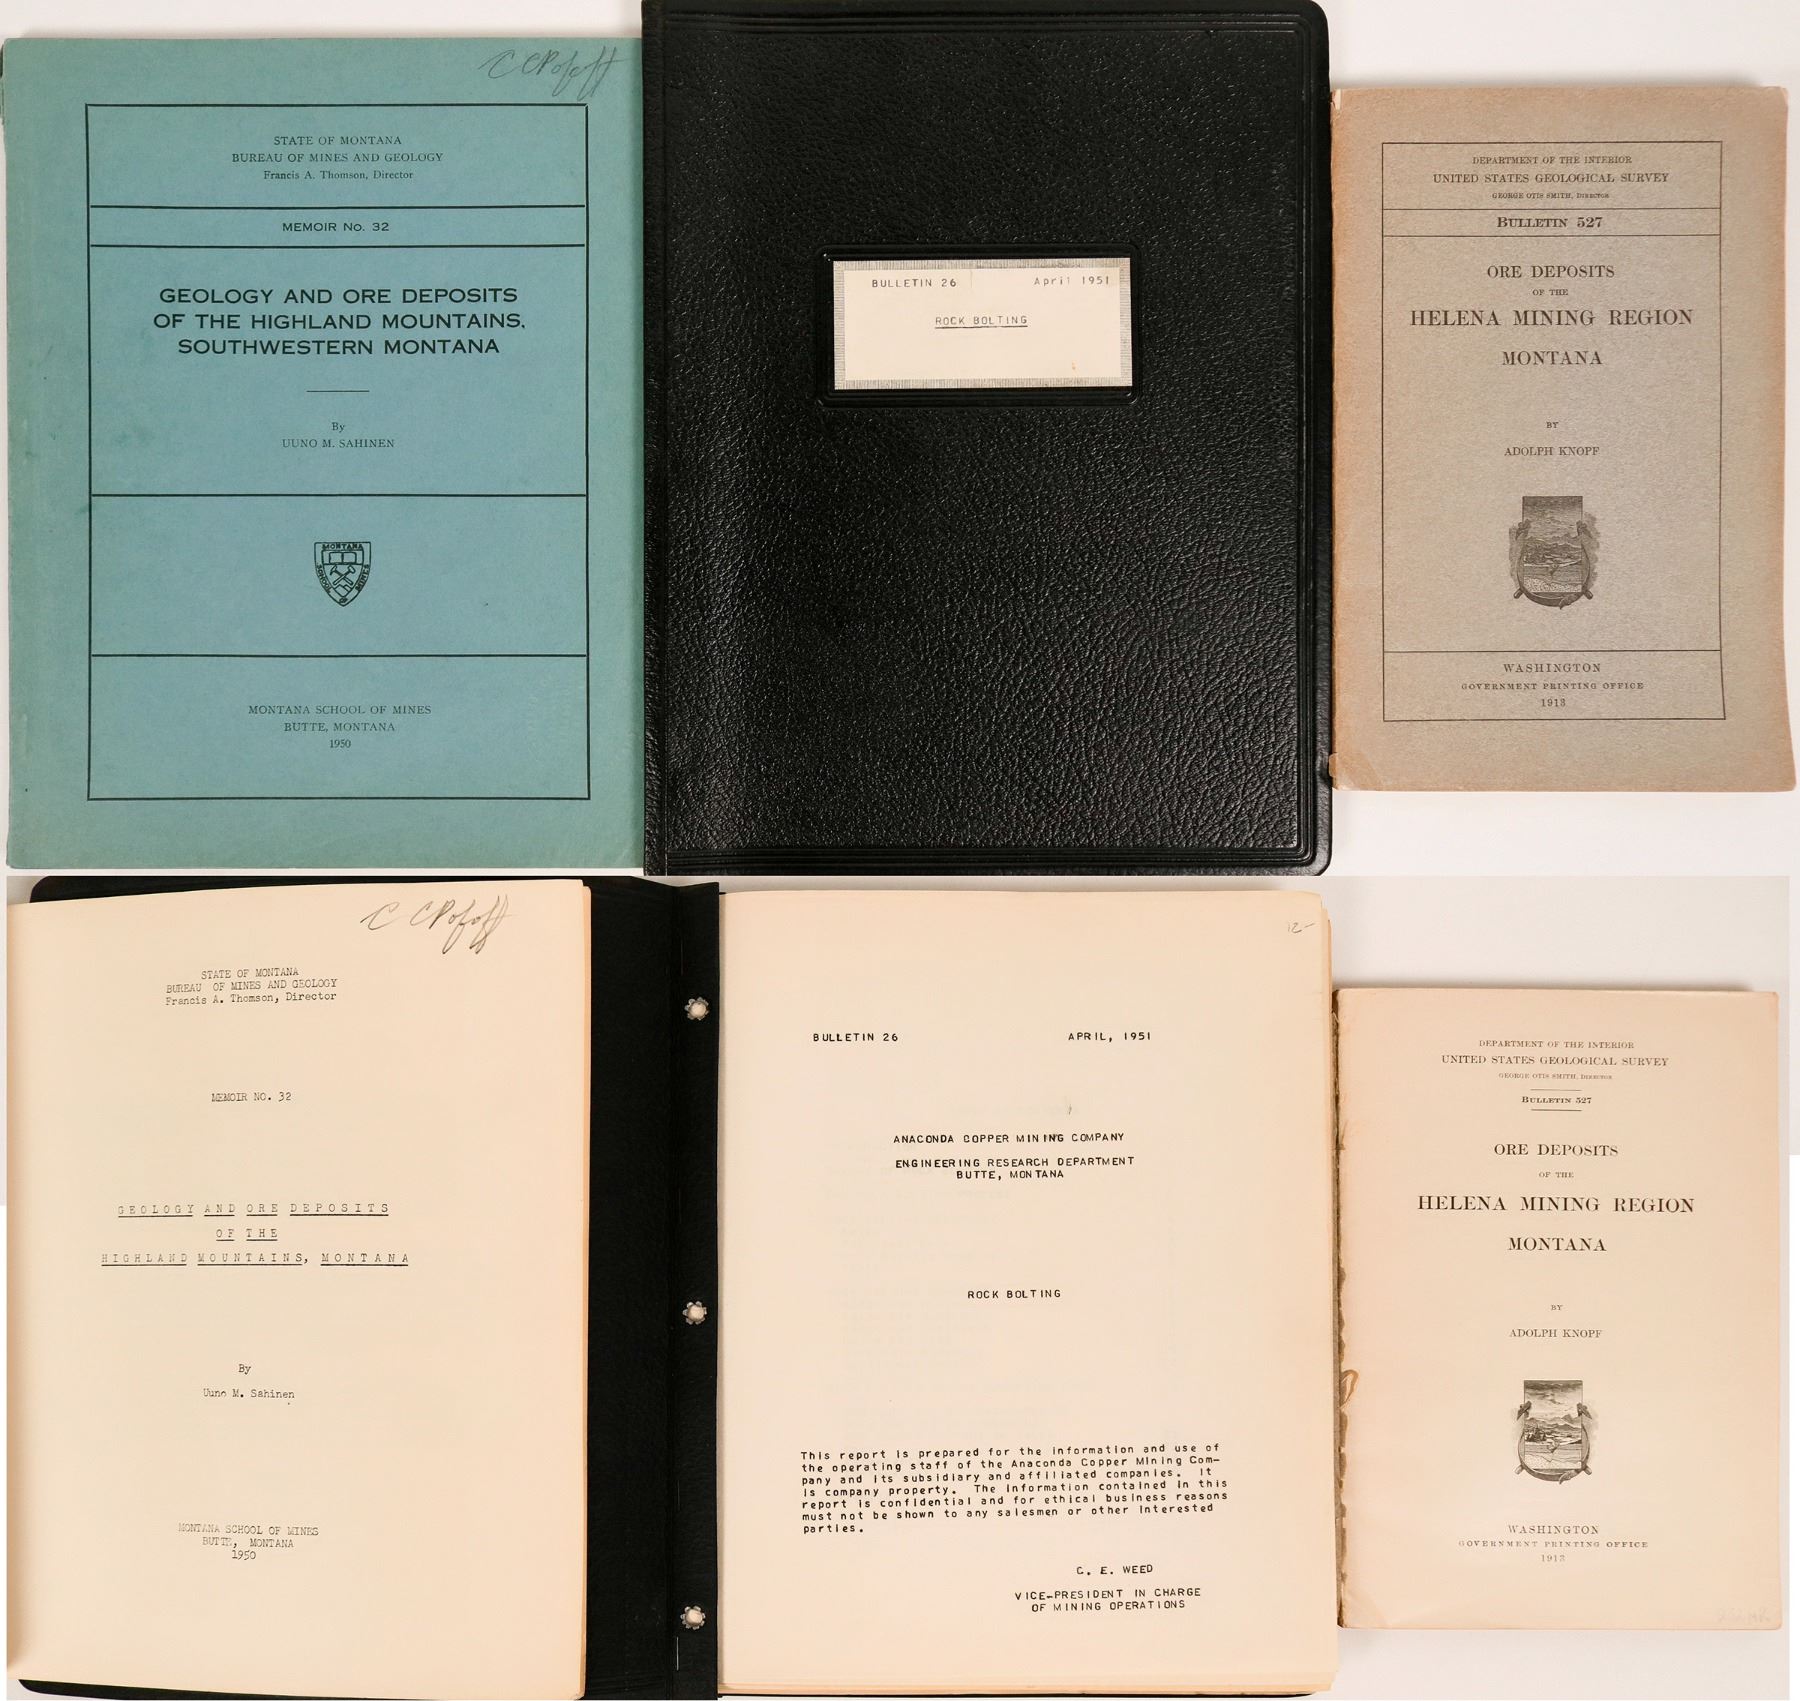 C C Popoff
STATE OF MONTANA
BUREAU OF MINES AND GEOLOGY
Francis A. Thomson, Director
MEMOIR No. 32
GEOLOGY AND ORE DEPOSITS
OF THE HIGHLAND MOUNTAINS,
SOUTHWESTERN MONTANA
By
UUNO M. SAHINEN
MONTANA
SCHOOL
OF
MINES
MONTANA SCHOOL OF MINES
BUTTE, MONTANA
1950
BULLETIN 26 April 1951
ROCK BOLTING
DEPARTMENT OF THE INTERIOR
UNITED STATES GEOLOGICAL SURVEY
GEORGE OTIS SMITH, DIRECTOR
BULLETIN 527
ORE DEPOSITS
OF THE
HELENA MINING REGION
MONTANA
BY
ADOLPH KNOPF
WASHINGTON
GOVERNMENT PRINTING OFFICE
1913
C C Popoff
STATE OF MONTANA
BUREAU OF MINES AND GEOLOGY
Francis A. Thomson, Director
MEMOIR NO. 32
GEOLOGY AND ORE DEPOSITS
OF THE
HIGHLAND MOUNTAINS, MONTANA
By
Uuno M. Sahinen
MONTANA SCHOOL OF MINES
BUTTE, MONTANA
1950
12-
BULLETIN 26 APRIL, 1951
ANACONDA COPPER MINING COMPANY
ENGINEERING RESEARCH DEPARTMENT
BUTTE, MONTANA
ROCK BOLTING
This report is prepared for the information and use of
the operating staff of the Anaconda Copper Mining Com-
pany and its subsidiary and affiliated companies. It
is company property. The information contained in this
report is confidential and for ethical business reasons
must not be shown to any salesmen or other interested
parties.
C. E. WEED
VICE-PRESIDENT IN CHARGE
OF MINING OPERATIONS
DEPARTMENT OF THE INTERIOR
UNITED STATES GEOLOGICAL SURVEY
GEORGE OTIS SMITH, DIRECTOR
BULLETIN 527
ORE DEPOSITS
OF THE
HELENA MINING REGION
MONTANA
BY
ADOLPH KNOPF
WASHINGTON
GOVERNMENT PRINTING OFFICE
1913